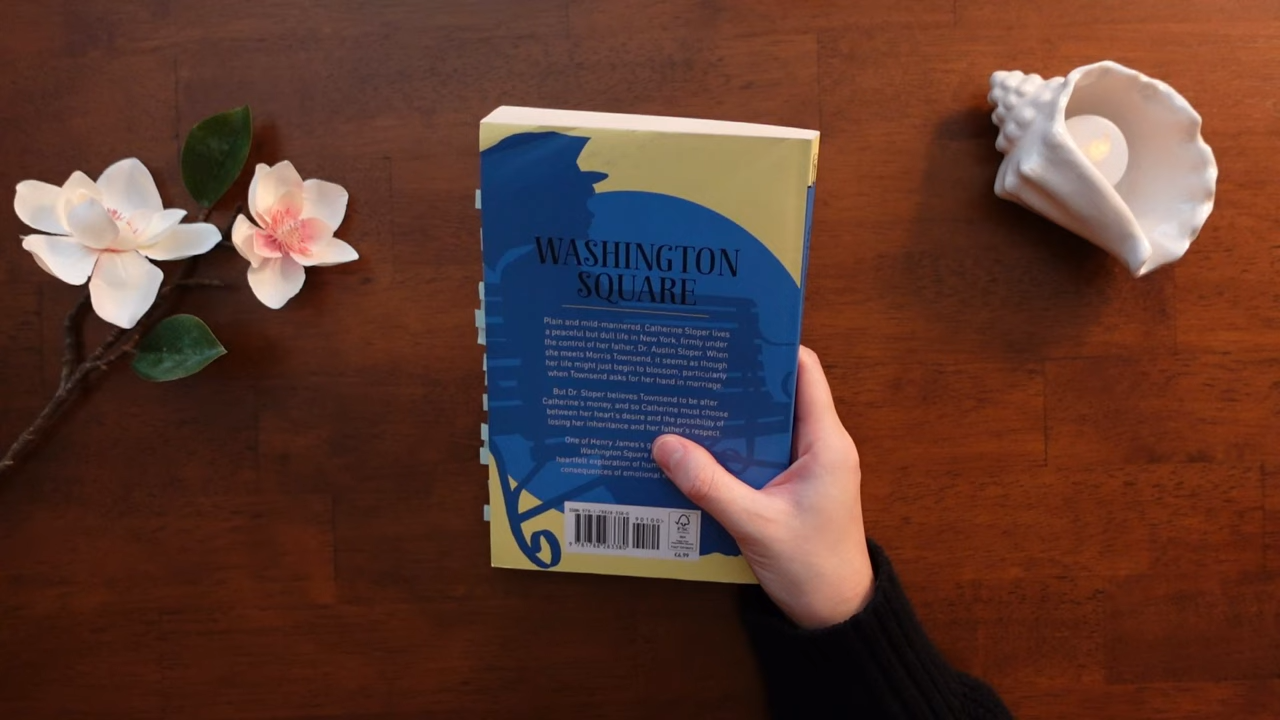 WASHINGTON
SQUARE
Plain and mild-mannered, Catherine Sloper lives
a peaceful but dull life in New York, firmly under
the control of her father, Dr. Austin Sloper. When
she meets Morris Townsend, it seems as though
her life might just begin to blossom, particularly
when Townsend asks for her hand in marriage.
But Dr. Sloper believes Townsend to be after
Catherine's money, and so Catherine must choose
between her heart's desire and the possibility of
losing her inheritance and her father's respect.
One of Henry James's
Washington Square
heartfelt exploration of
consequences of emotional
90100>
FSC
£6.99